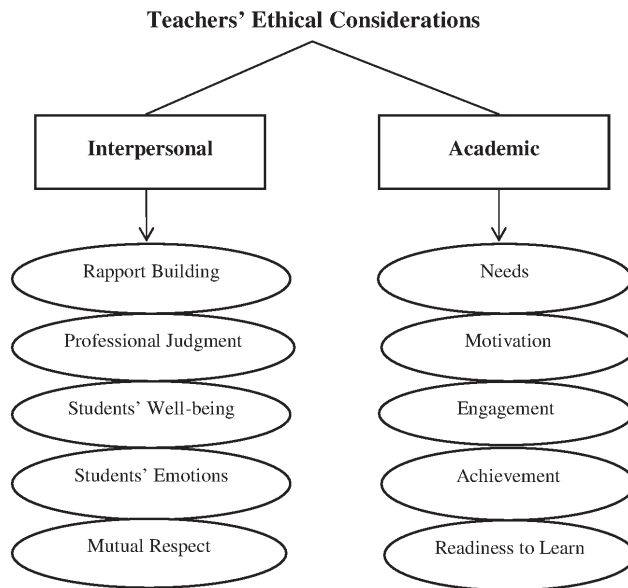 Teachers’ Ethical Considerations
Interpersonal
Academic
Rapport Building
Needs
Professional Judgment
Motivation
Students’ Well-being
Engagement
Students’ Emotions
Achievement
Mutual Respect
Readiness to Learn